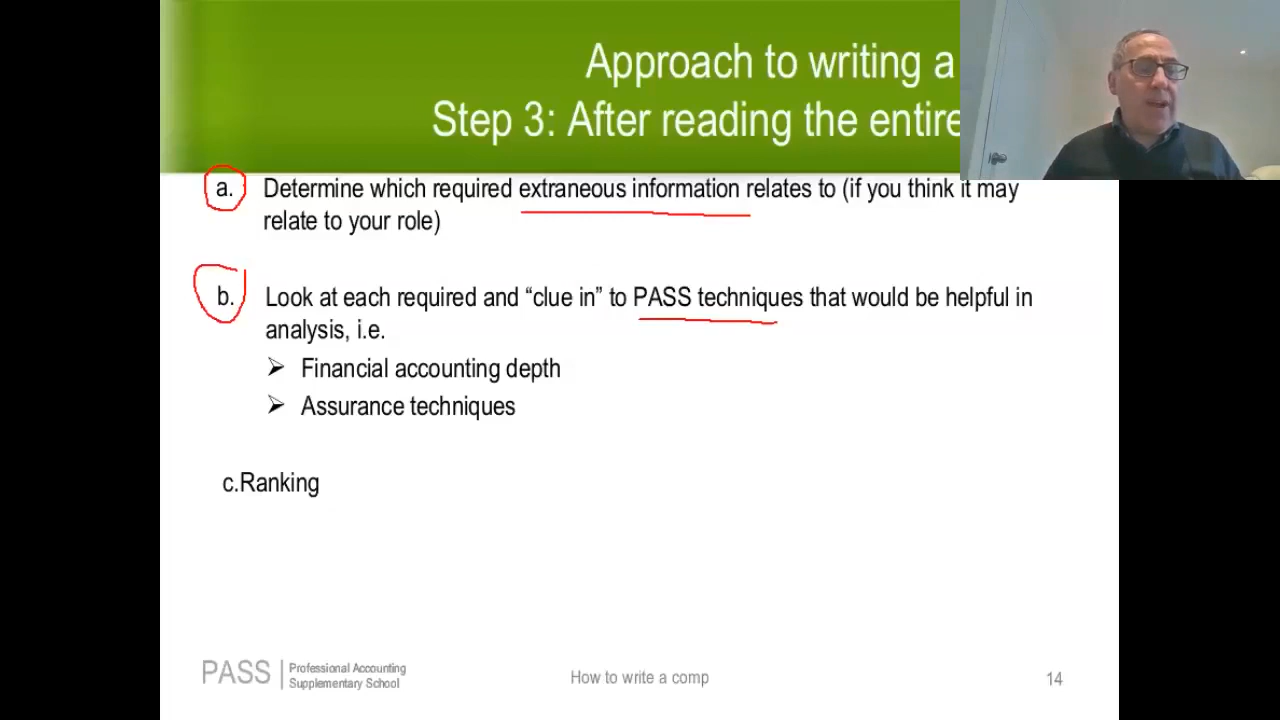 Approach to writing a
Step 3: After reading the entire
a. Determine which required extraneous information relates to (if you think it may
relate to your role)
b. Look at each required and “clue in” to PASS techniques that would be helpful in
analysis, i.e.
➢ Financial accounting depth
➢ Assurance techniques
c.Ranking
PASS
Professional Accounting
Supplementary School
How to write a comp
14